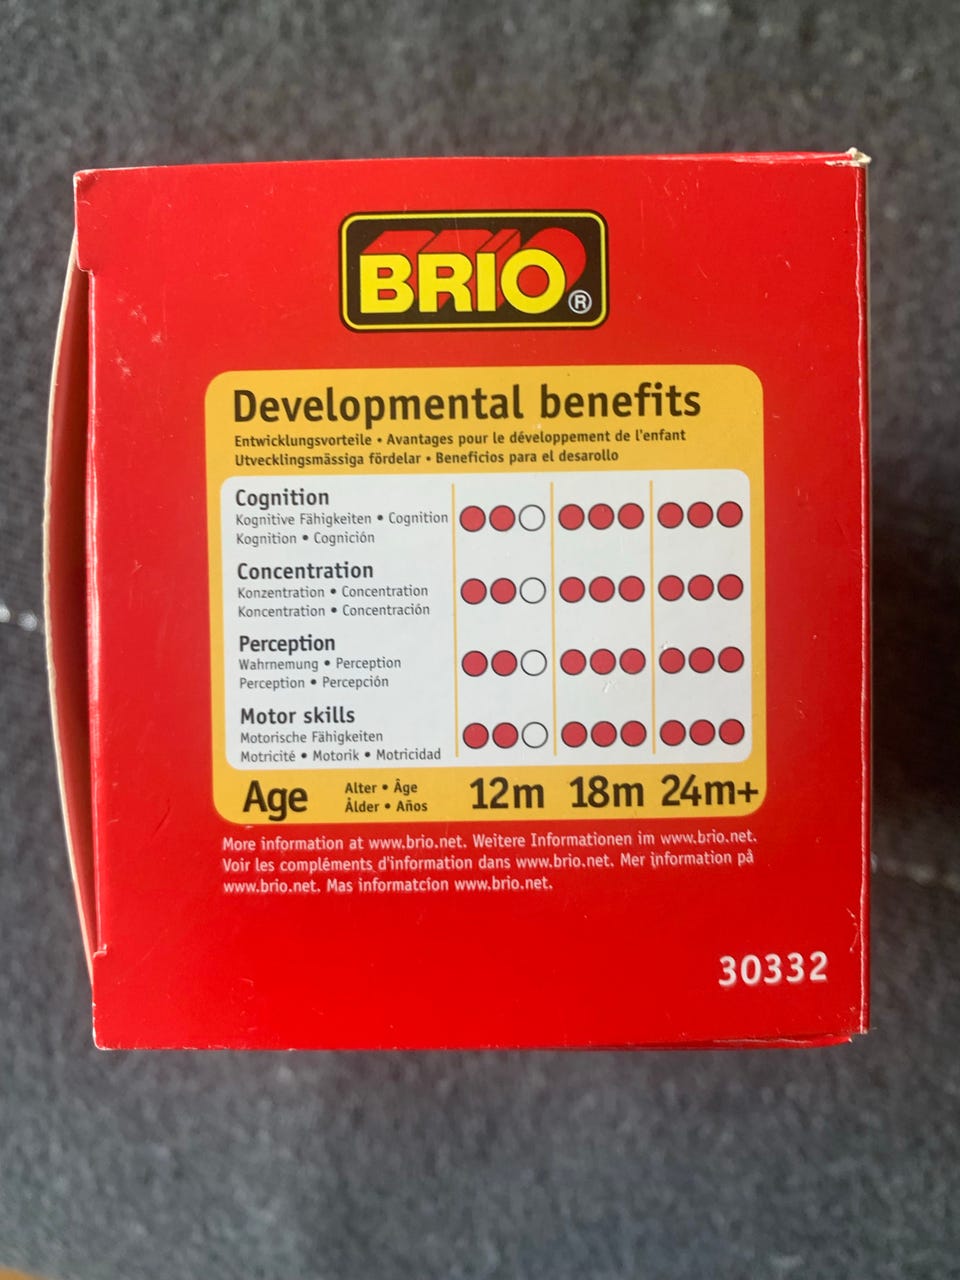 BRIO®
Developmental benefits
Entwicklungsvorteile • Avantages pour le développement de l'enfant
Utvecklingsmässiga fördelar • Beneficios para el desarollo
Cognition
Kognitive Fähigkeiten • Cognition
Kognition • Cognición
Concentration
Konzentration • Concentration
Koncentration • Concentración
Perception
Wahrnemung • Perception
Perception • Percepción
Motor skills
Motorische Fähigkeiten
Motricité • Motorik • Motricidad
Age
Alter • Âge
Ålder • Años
12m 18m 24m+
More information at www.brio.net. Weitere Informationen im www.brio.net.
Voir les compléments d'information dans www.brio.net. Mer information på
www.brio.net. Mas informatcion www.brio.net.
30332